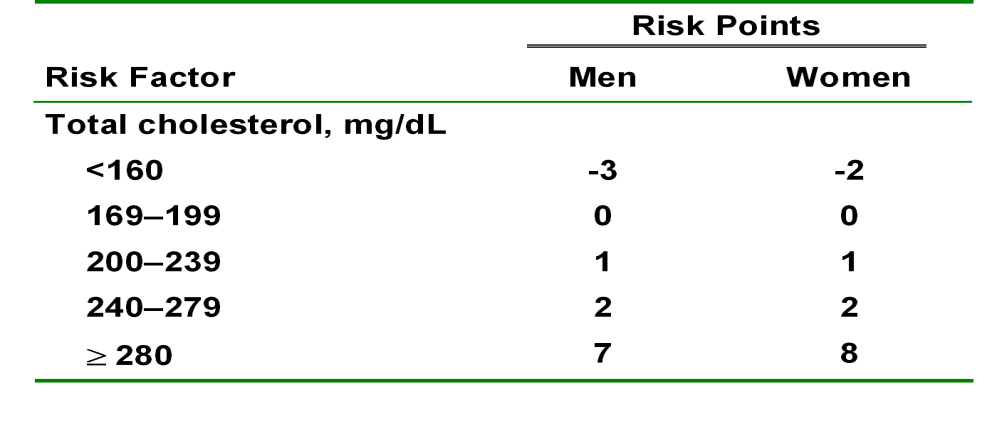 Risk Points
Risk Factor Men Women
Total cholesterol, mg/dL
<160 -3 -2
169–199 0 0
200–239 1 1
240–279 2 2
≥ 280 7 8